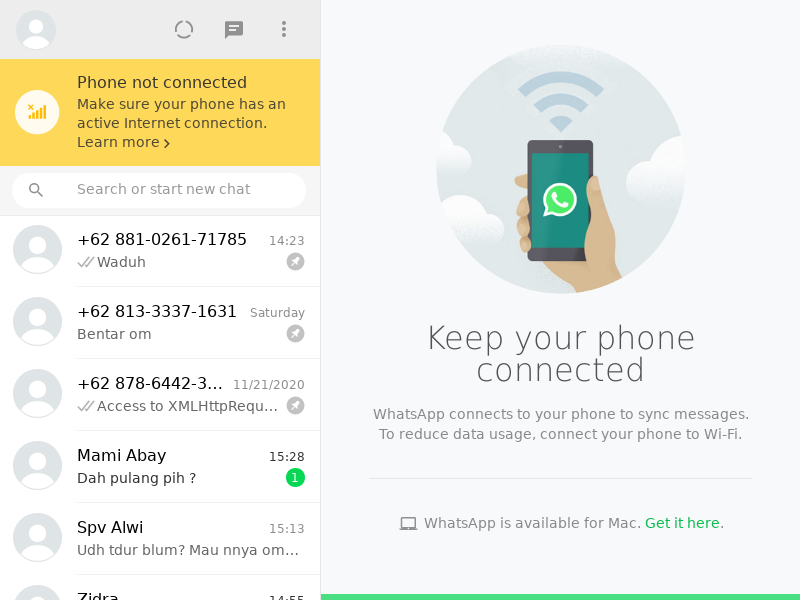 Phone not connected
Make sure your phone has an
active Internet connection.
Learn more
Search or start new chat
+62 881-0261-71785 14:23
Waduh
+62 813-3337-1631 Saturday
Bentar om
+62 878-6442-3... 11/21/2020
Access to XMLHttpRequ...
Mami Abay 15:28
Dah pulang pih ? 1
Spv Alwi 15:13
Udh tdur blum? Mau nnya om...
Zidra 14:55
Keep your phone
connected
WhatsApp connects to your phone to sync messages.
To reduce data usage, connect your phone to Wi-Fi.
WhatsApp is available for Mac. Get it here.